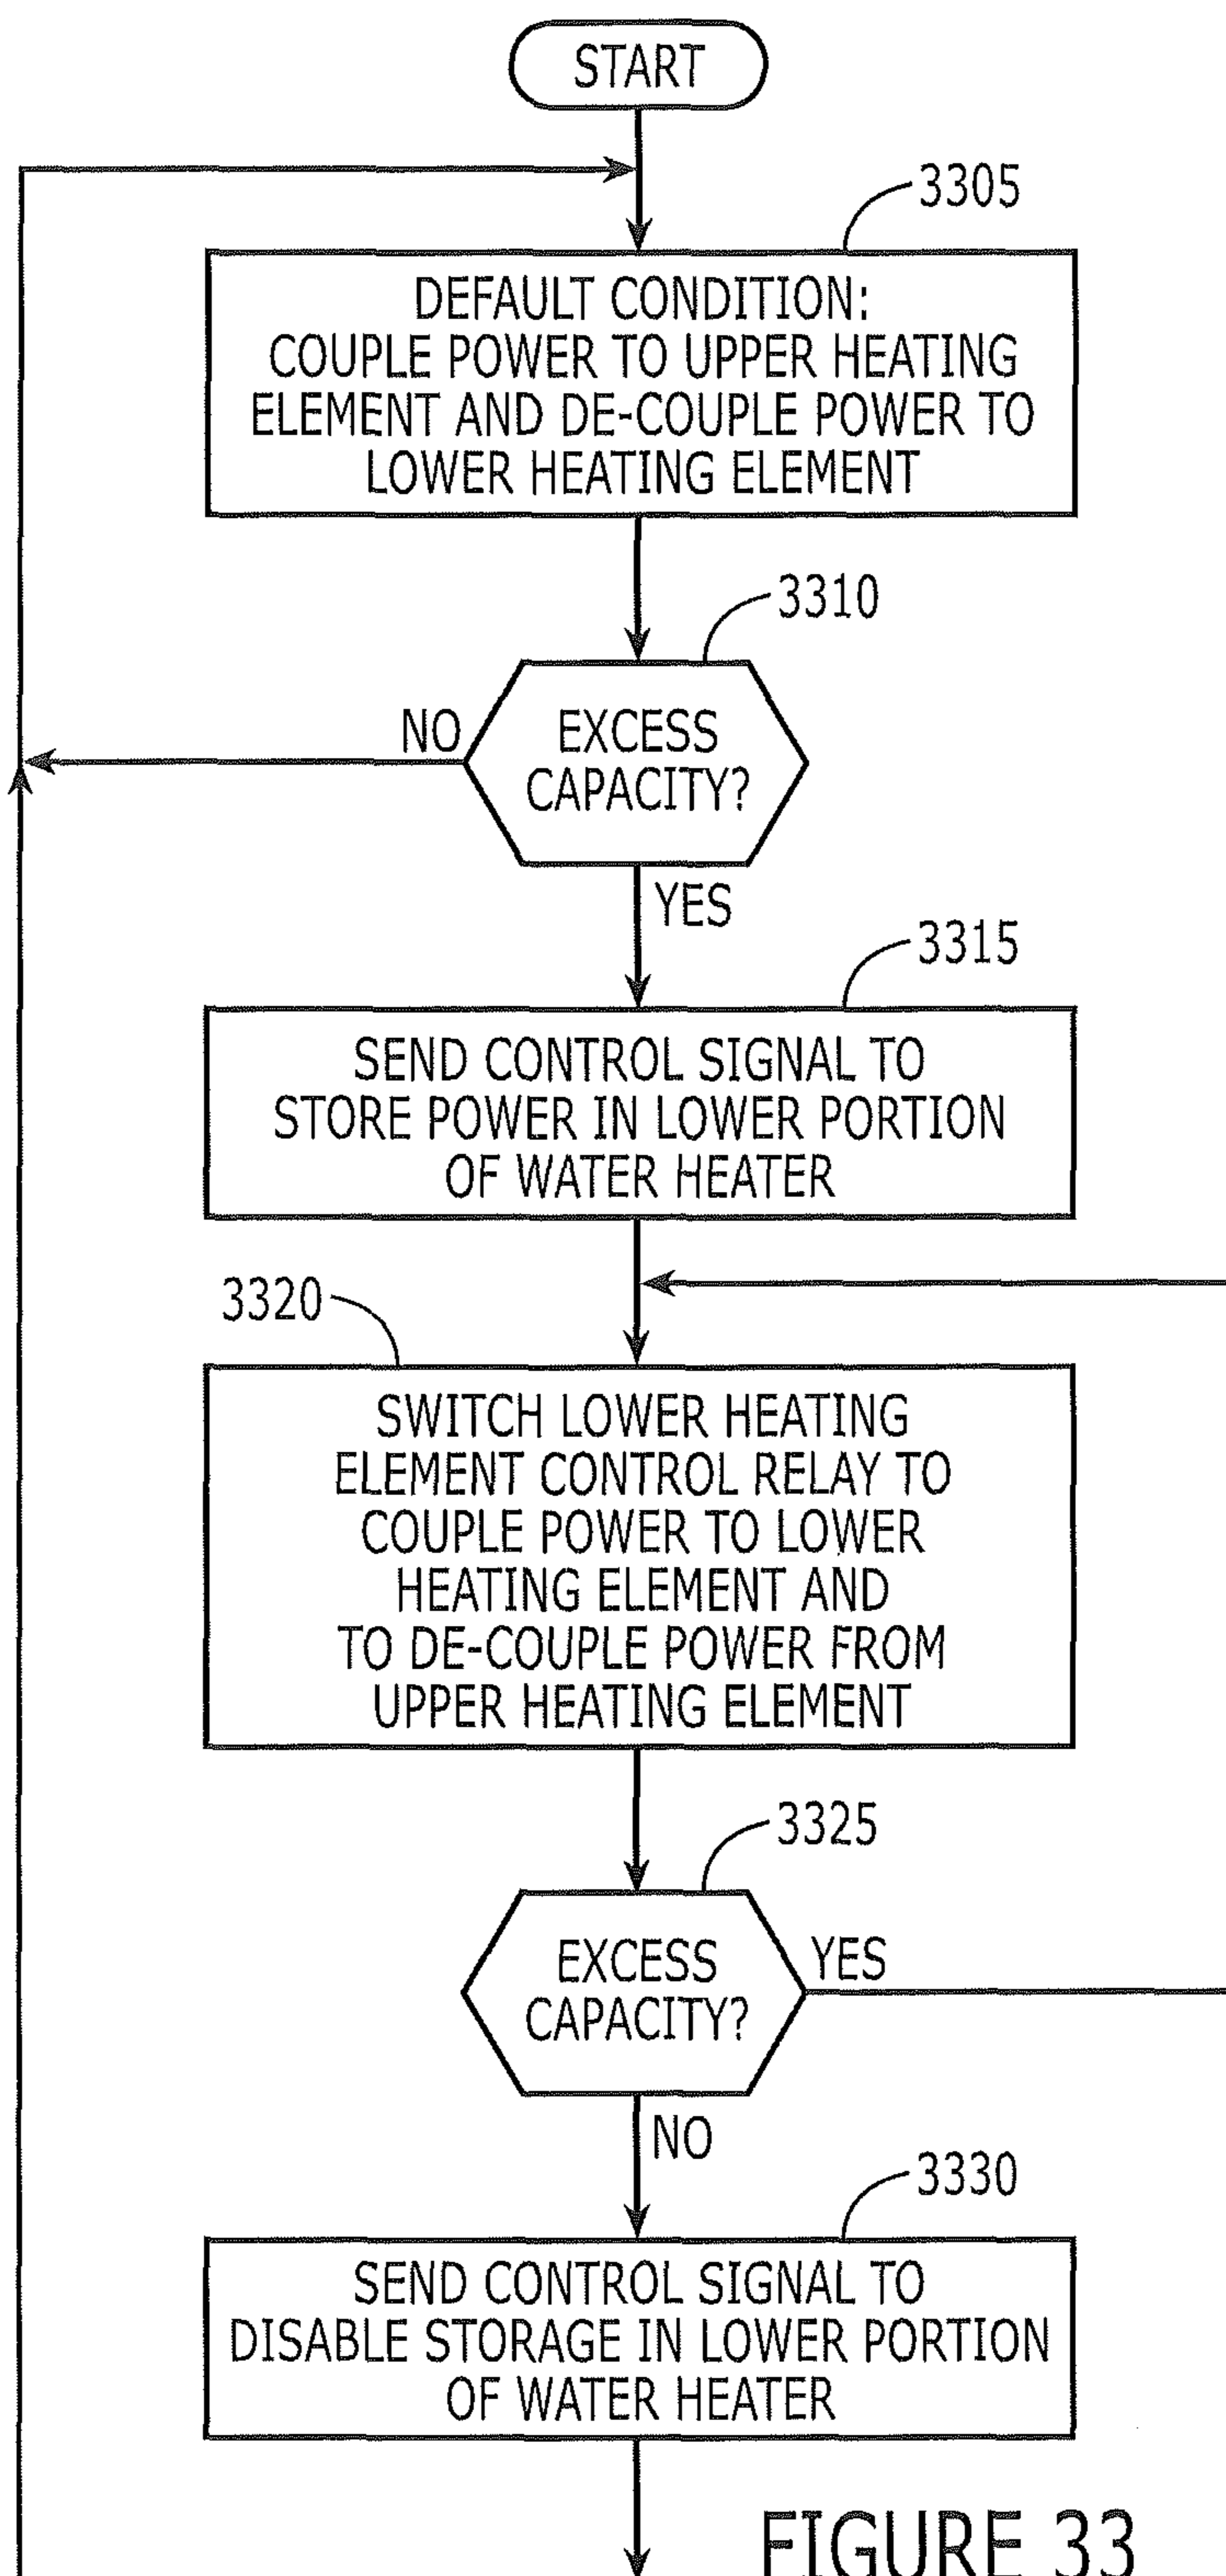 START
3305
DEFAULT CONDITION:
COUPLE POWER TO UPPER HEATING
ELEMENT AND DE-COUPLE POWER TO
LOWER HEATING ELEMENT
3310
NO
EXCESS
CAPACITY?
YES
3315
SEND CONTROL SIGNAL TO
STORE POWER IN LOWER PORTION
OF WATER HEATER
3320
SWITCH LOWER HEATING
ELEMENT CONTROL RELAY TO
COUPLE POWER TO LOWER
HEATING ELEMENT AND
TO DE-COUPLE POWER FROM
UPPER HEATING ELEMENT
3325
EXCESS
CAPACITY?
YES
NO
3330
SEND CONTROL SIGNAL TO
DISABLE STORAGE IN LOWER PORTION
OF WATER HEATER
FIGURE 33